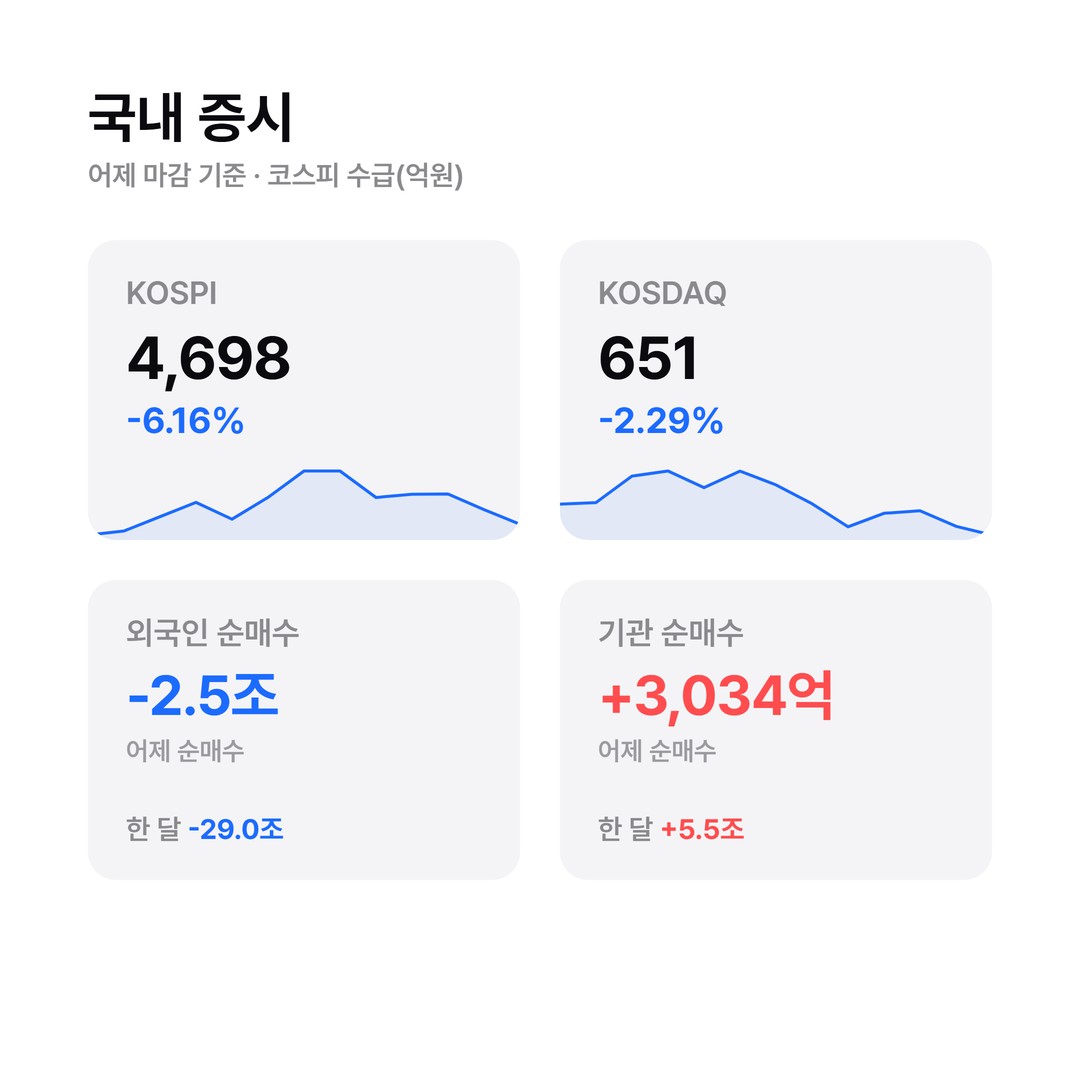 국내 증시
어제 마감 기준 · 코스피 수급(억원)
KOSPI
4,698
-6.16%
KOSDAQ
651
-2.29%
외국인 순매수
-2.5조
어제 순매수
한 달 -29.0조
기관 순매수
+3,034억
어제 순매수
한 달 +5.5조